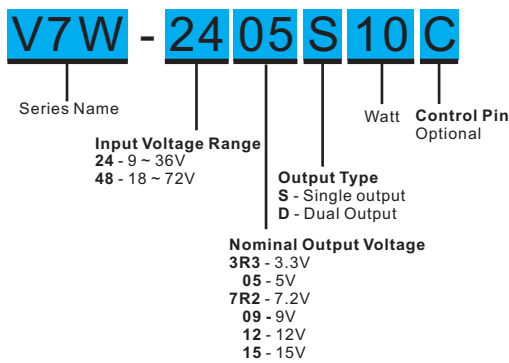 V7W - 24 05 S 10 C
Series Name
Watt
Control Pin
Optional
Input Voltage Range
24 - 9 ~ 36V
48 - 18 ~ 72V
Output Type
S - Single output
D - Dual Output
Nominal Output Voltage
3R3 - 3.3V
05 - 5V
7R2 - 7.2V
09 - 9V
12 - 12V
15 - 15V